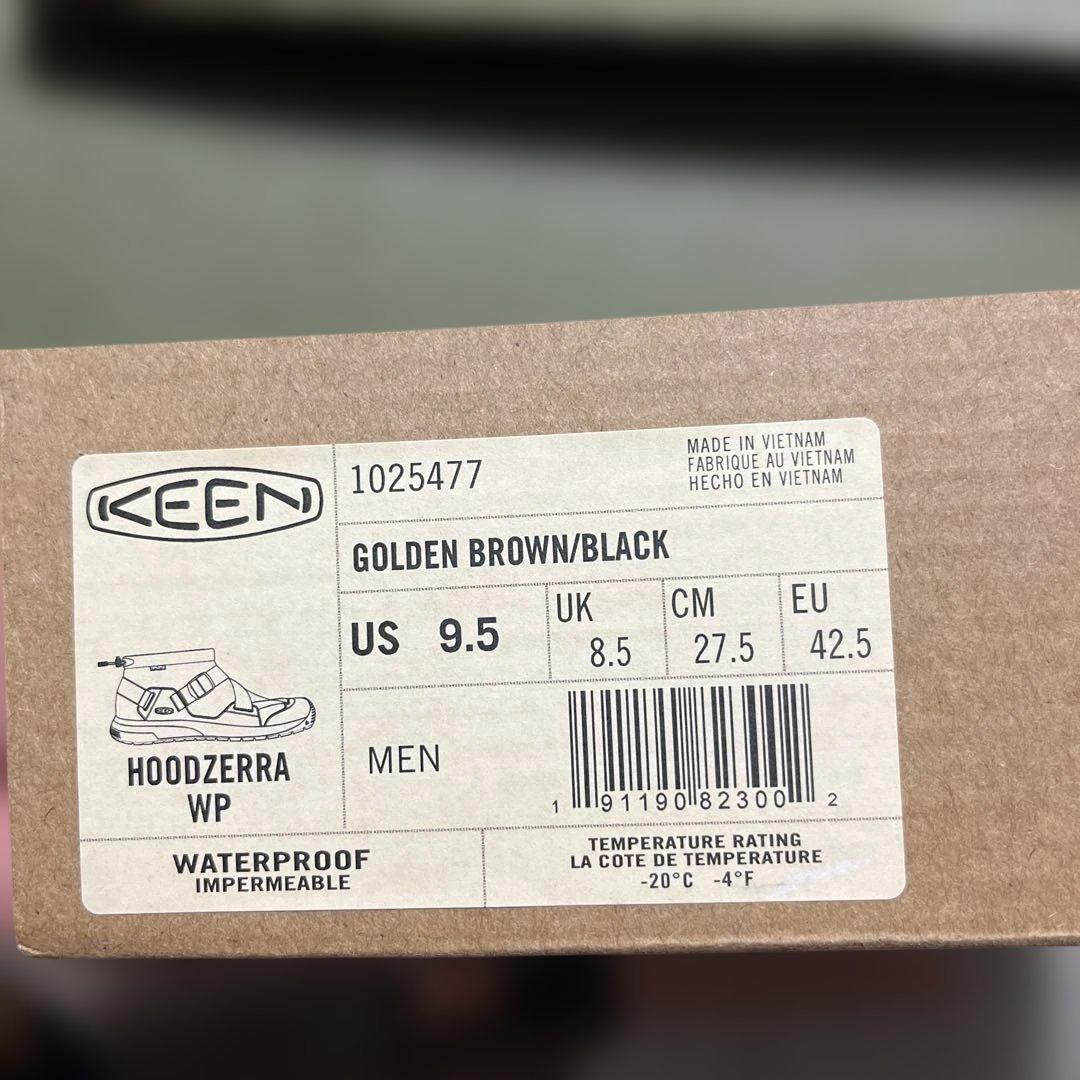 KEEN
1025477
MADE IN VIETNAM
FABRIQUE AU VIETNAM
HECHO EN VIETNAM
GOLDEN BROWN/BLACK
US 9.5
UK 8.5
CM 27.5
EU 42.5
KEEN
HOODZERRA
WP
MEN
1 91190 82300 2
WATERPROOF
IMPERMEABLE
TEMPERATURE RATING
LA COTE DE TEMPERATURE
-20°C -4°F